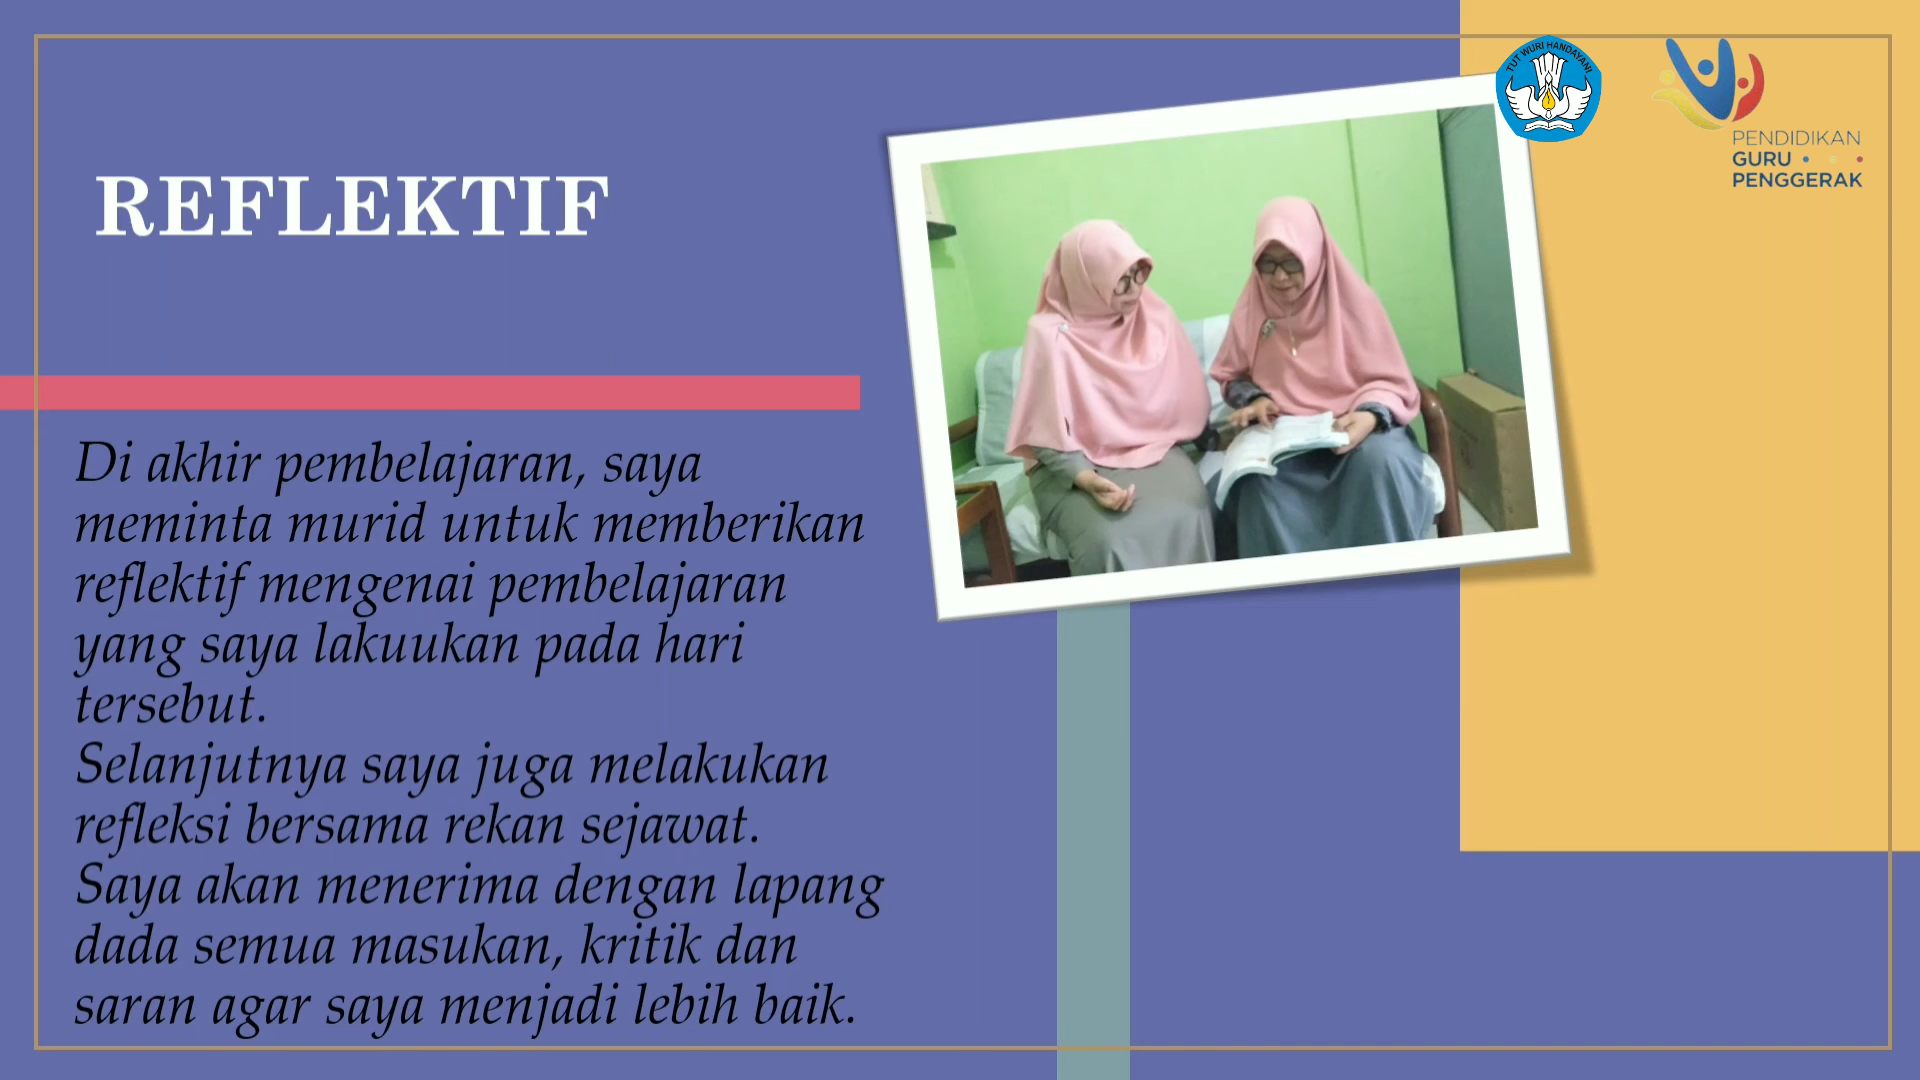 TUT WURI HANDAYANI
PENDIDIKAN
GURU
PENGGERAK
REFLEKTIF
Di akhir pembelajaran, saya
meminta murid untuk memberikan
reflektif mengenai pembelajaran
yang saya lakuukan pada hari
tersebut.
Selanjutnya saya juga melakukan
refleksi bersama rekan sejawat.
Saya akan menerima dengan lapang
dada semua masukan, kritik dan
saran agar saya menjadi lebih baik.